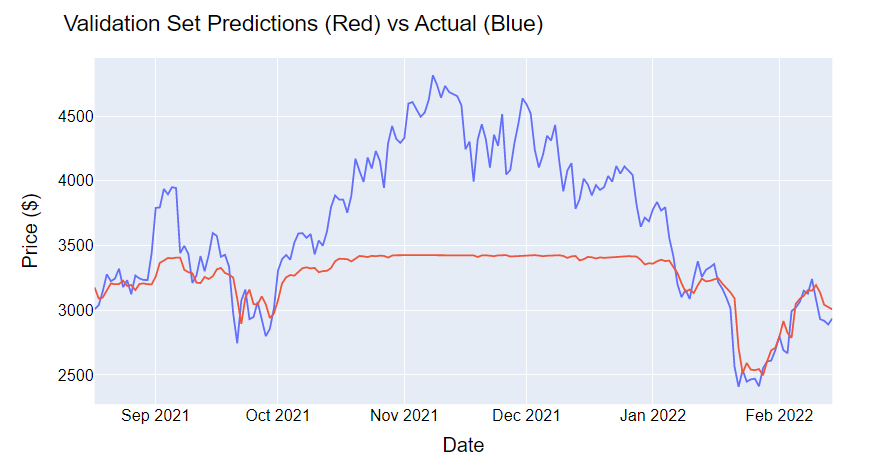 Validation Set Predictions (Red) vs Actual (Blue)
4500
4000
3500
3000
2500
Price ($)
Sep 2021 Oct 2021 Nov 2021 Dec 2021 Jan 2022 Feb 2022
Date